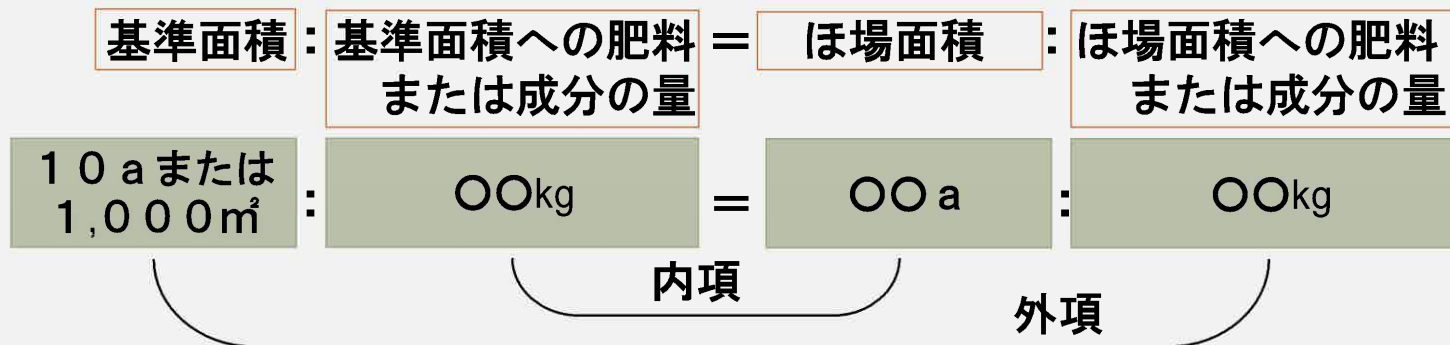 基準面積：基準面積への肥料＝ ほ場面積 ：ほ場面積への肥料
または成分の量 または成分の量
１０ａまたは
１,０００㎡ ： 〇〇kg ＝ 〇〇ａ ： 〇〇kg
内項
外項